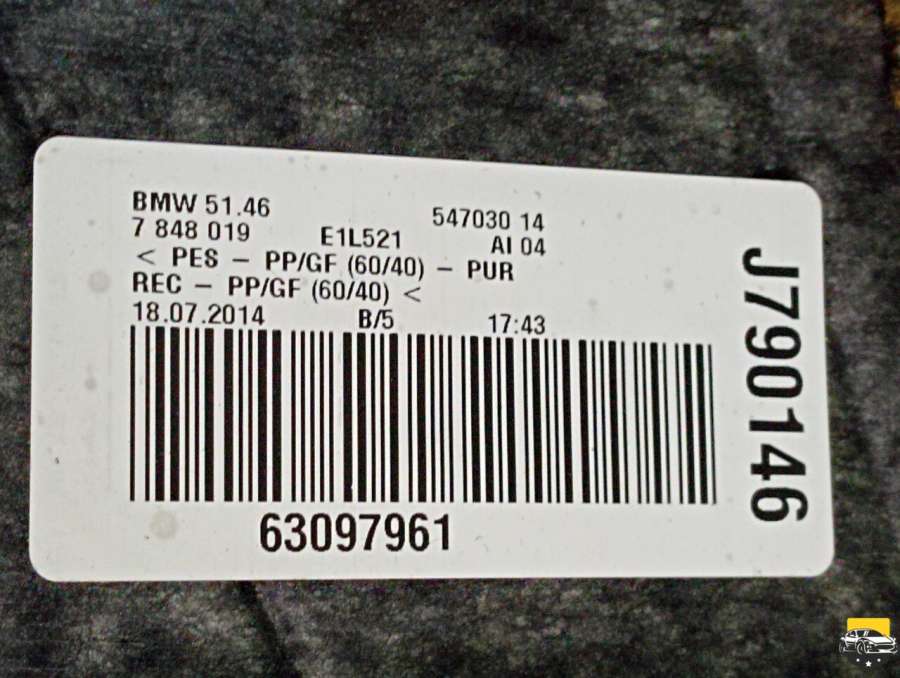 BMW 51.46 547030 14
7 848 019 E1L521 AI 04
< PES - PP/GF (60/40) - PUR
REC - PP/GF (60/40) <
18.07.2014 B/5 17:43
63097961
J790146